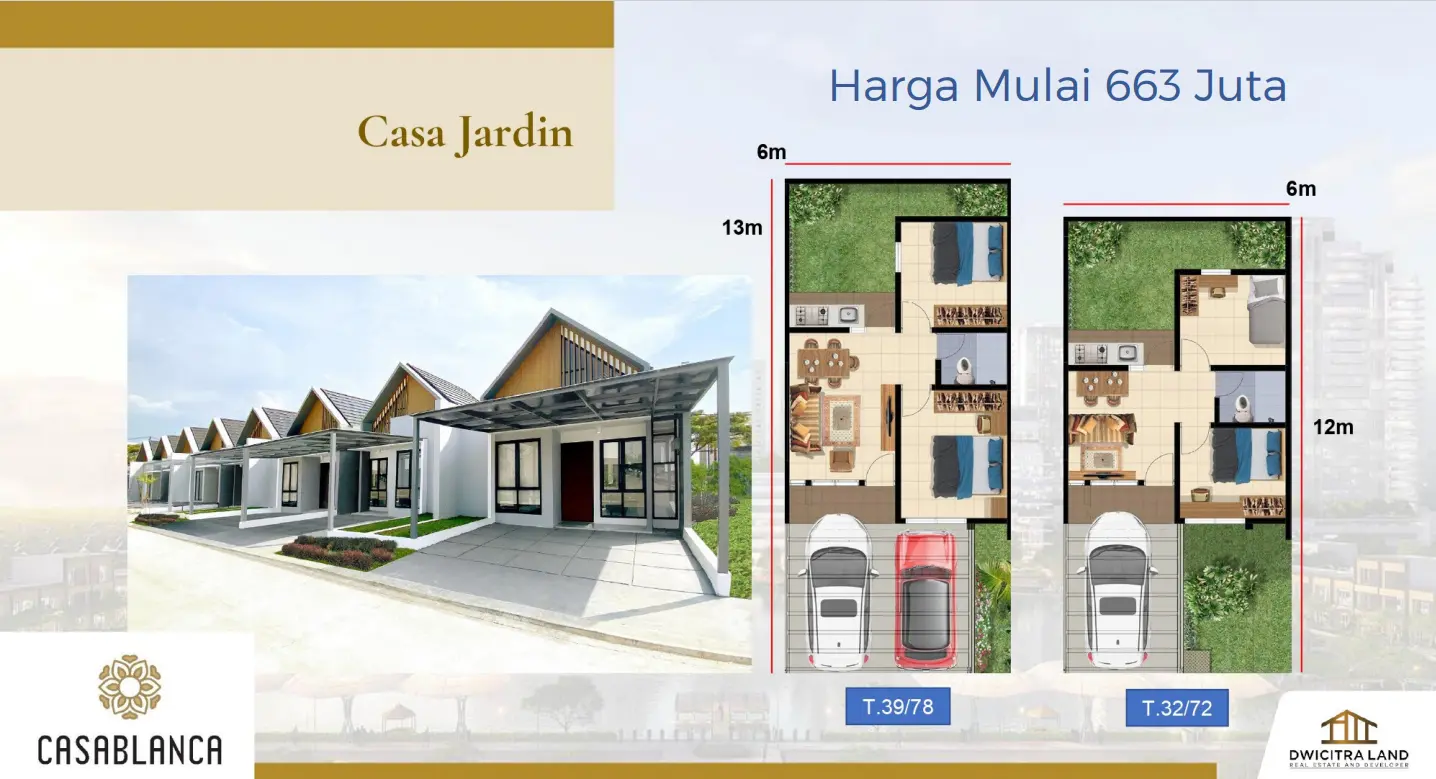 Casa Jardin
Harga Mulai 663 Juta
6m
13m
6m
12m
T.39/78
T.32/72
CASABLANCA
DWICITRA LAND
REAL ESTATE AND DEVELOPER